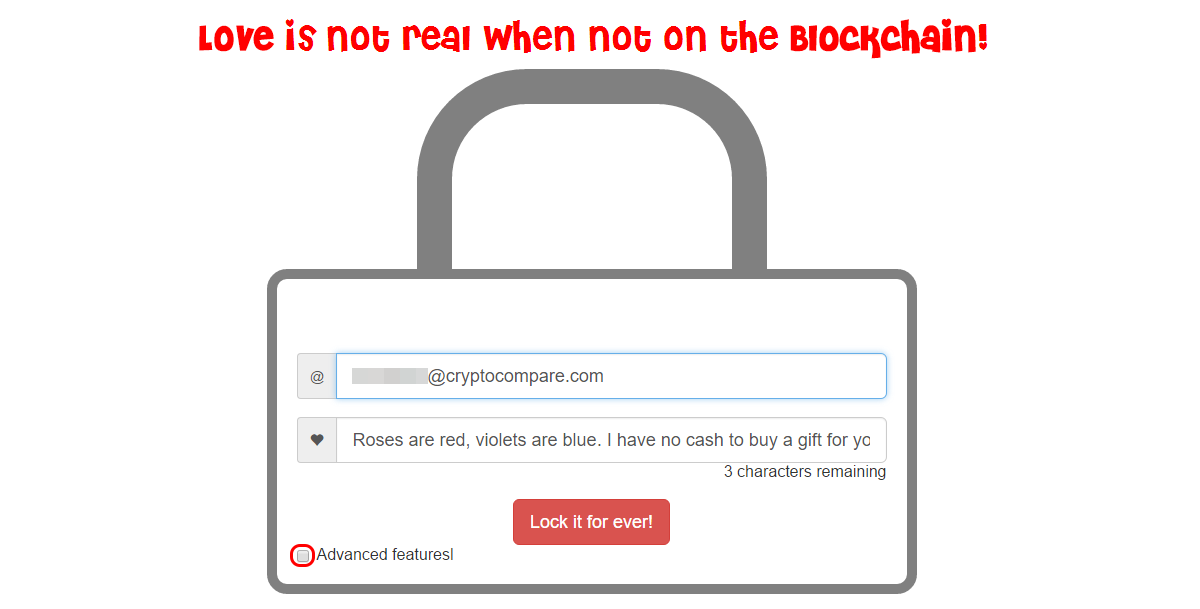 Love is not real when not on the Blockchain!
@
@cryptocompare.com
Roses are red, violets are blue. I have no cash to buy a gift for yo
3 characters remaining
Lock it for ever!
Advanced features!